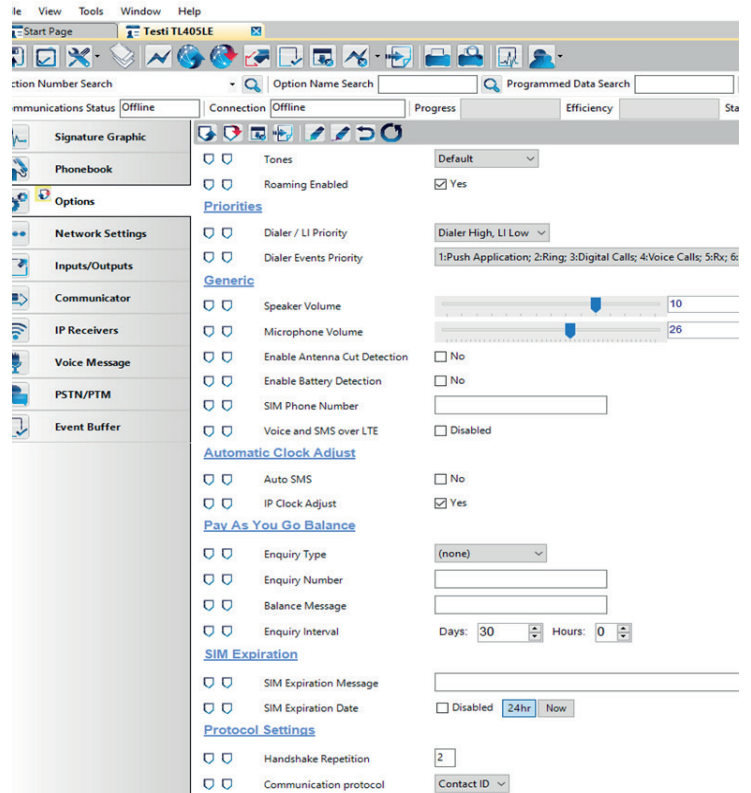 le View Tools Window Help
Start Page Testi TL405LE
ction Number Search Option Name Search Programmed Data Search
mmunications Status Offline Connection Offline Progress Efficiency Sta
Signature Graphic
Phonebook
Options
Network Settings
Inputs/Outputs
Communicator
IP Receivers
Voice Message
PSTN/PTM
Event Buffer
Tones Default
Roaming Enabled Yes
Priorities
Dialer / LI Priority Dialer High, LI Low
Dialer Events Priority 1:Push Application; 2:Ring; 3:Digital Calls; 4:Voice Calls; 5:Rx; 6:
Generic
Speaker Volume 10
Microphone Volume 26
Enable Antenna Cut Detection No
Enable Battery Detection No
SIM Phone Number
Voice and SMS over LTE Disabled
Automatic Clock Adjust
Auto SMS No
IP Clock Adjust Yes
Pay As You Go Balance
Enquiry Type (none)
Enquiry Number
Balance Message
Enquiry Interval Days: 30 Hours: 0
SIM Expiration
SIM Expiration Message
SIM Expiration Date Disabled 24hr Now
Protocol Settings
Handshake Repetition 2
Communication protocol Contact ID